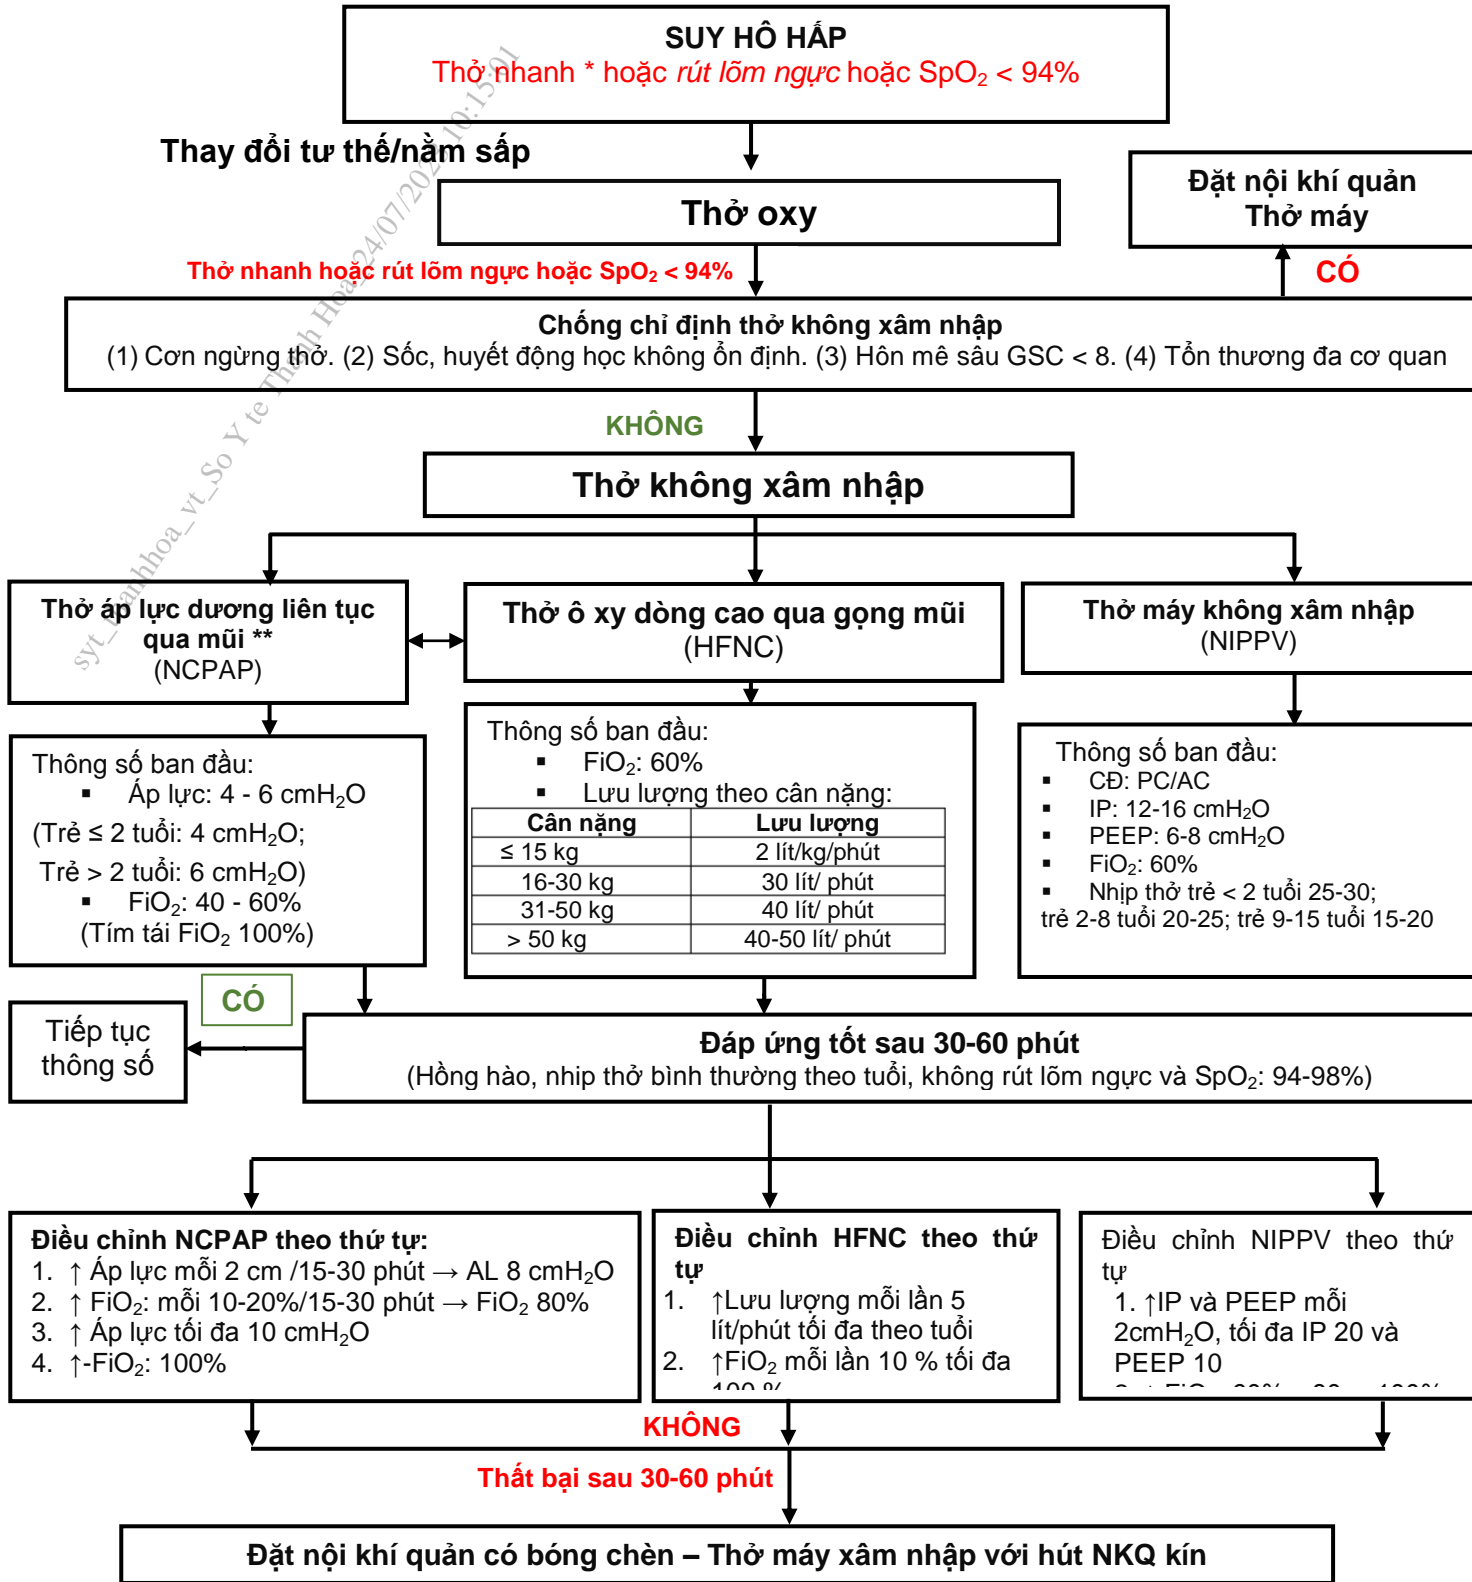 SUY HÔ HẤP
Thở nhanh * hoặc rút lõm ngực hoặc SpO₂ < 94%
Thay đổi tư thế/nằm sấp
Thở oxy
Đặt nội khí quản
Thở máy
Thở nhanh hoặc rút lõm ngực hoặc SpO₂ < 94%
CÓ
Chống chỉ định thở không xâm nhập
(1) Cơn ngừng thở. (2) Sốc, huyết động học không ổn định. (3) Hôn mê sâu GSC < 8. (4) Tổn thương đa cơ quan
KHÔNG
Thở không xâm nhập
Thở áp lực dương liên tục
qua mũi **
(NCPAP)
Thở ô xy dòng cao qua gọng mũi
(HFNC)
Thở máy không xâm nhập
(NIPPV)
Thông số ban đầu:
▪ Áp lực: 4 - 6 cmH₂O
(Trẻ ≤ 2 tuổi: 4 cmH₂O;
Trẻ > 2 tuổi: 6 cmH₂O)
▪ FiO₂: 40 - 60%
(Tím tái FiO₂ 100%)
Thông số ban đầu:
▪ FiO₂: 60%
▪ Lưu lượng theo cân nặng:
Cân nặng Lưu lượng
≤ 15 kg 2 lít/kg/phút
16-30 kg 30 lít/ phút
31-50 kg 40 lít/ phút
> 50 kg 40-50 lít/ phút
Thông số ban đầu:
▪ CĐ: PC/AC
▪ IP: 12-16 cmH₂O
▪ PEEP: 6-8 cmH₂O
▪ FiO₂: 60%
▪ Nhịp thở trẻ < 2 tuổi 25-30;
trẻ 2-8 tuổi 20-25; trẻ 9-15 tuổi 15-20
CÓ
Tiếp tục
thông số
Đáp ứng tốt sau 30-60 phút
(Hồng hào, nhip thở bình thường theo tuổi, không rút lõm ngực và SpO₂: 94-98%)
Điều chỉnh NCPAP theo thứ tự:
1. ↑ Áp lực mỗi 2 cm /15-30 phút → AL 8 cmH₂O
2. ↑ FiO₂: mỗi 10-20%/15-30 phút → FiO₂ 80%
3. ↑ Áp lực tối đa 10 cmH₂O
4. ↑-FiO₂: 100%
Điều chỉnh HFNC theo thứ
tự
1. ↑Lưu lượng mỗi lần 5
lít/phút tối đa theo tuổi
2. ↑FiO₂ mỗi lần 10 % tối đa
100 %
Điều chỉnh NIPPV theo thứ
tự
1. ↑IP và PEEP mỗi
2cmH₂O, tối đa IP 20 và
PEEP 10
KHÔNG
Thất bại sau 30-60 phút
Đặt nội khí quản có bóng chèn – Thở máy xâm nhập với hút NKQ kín